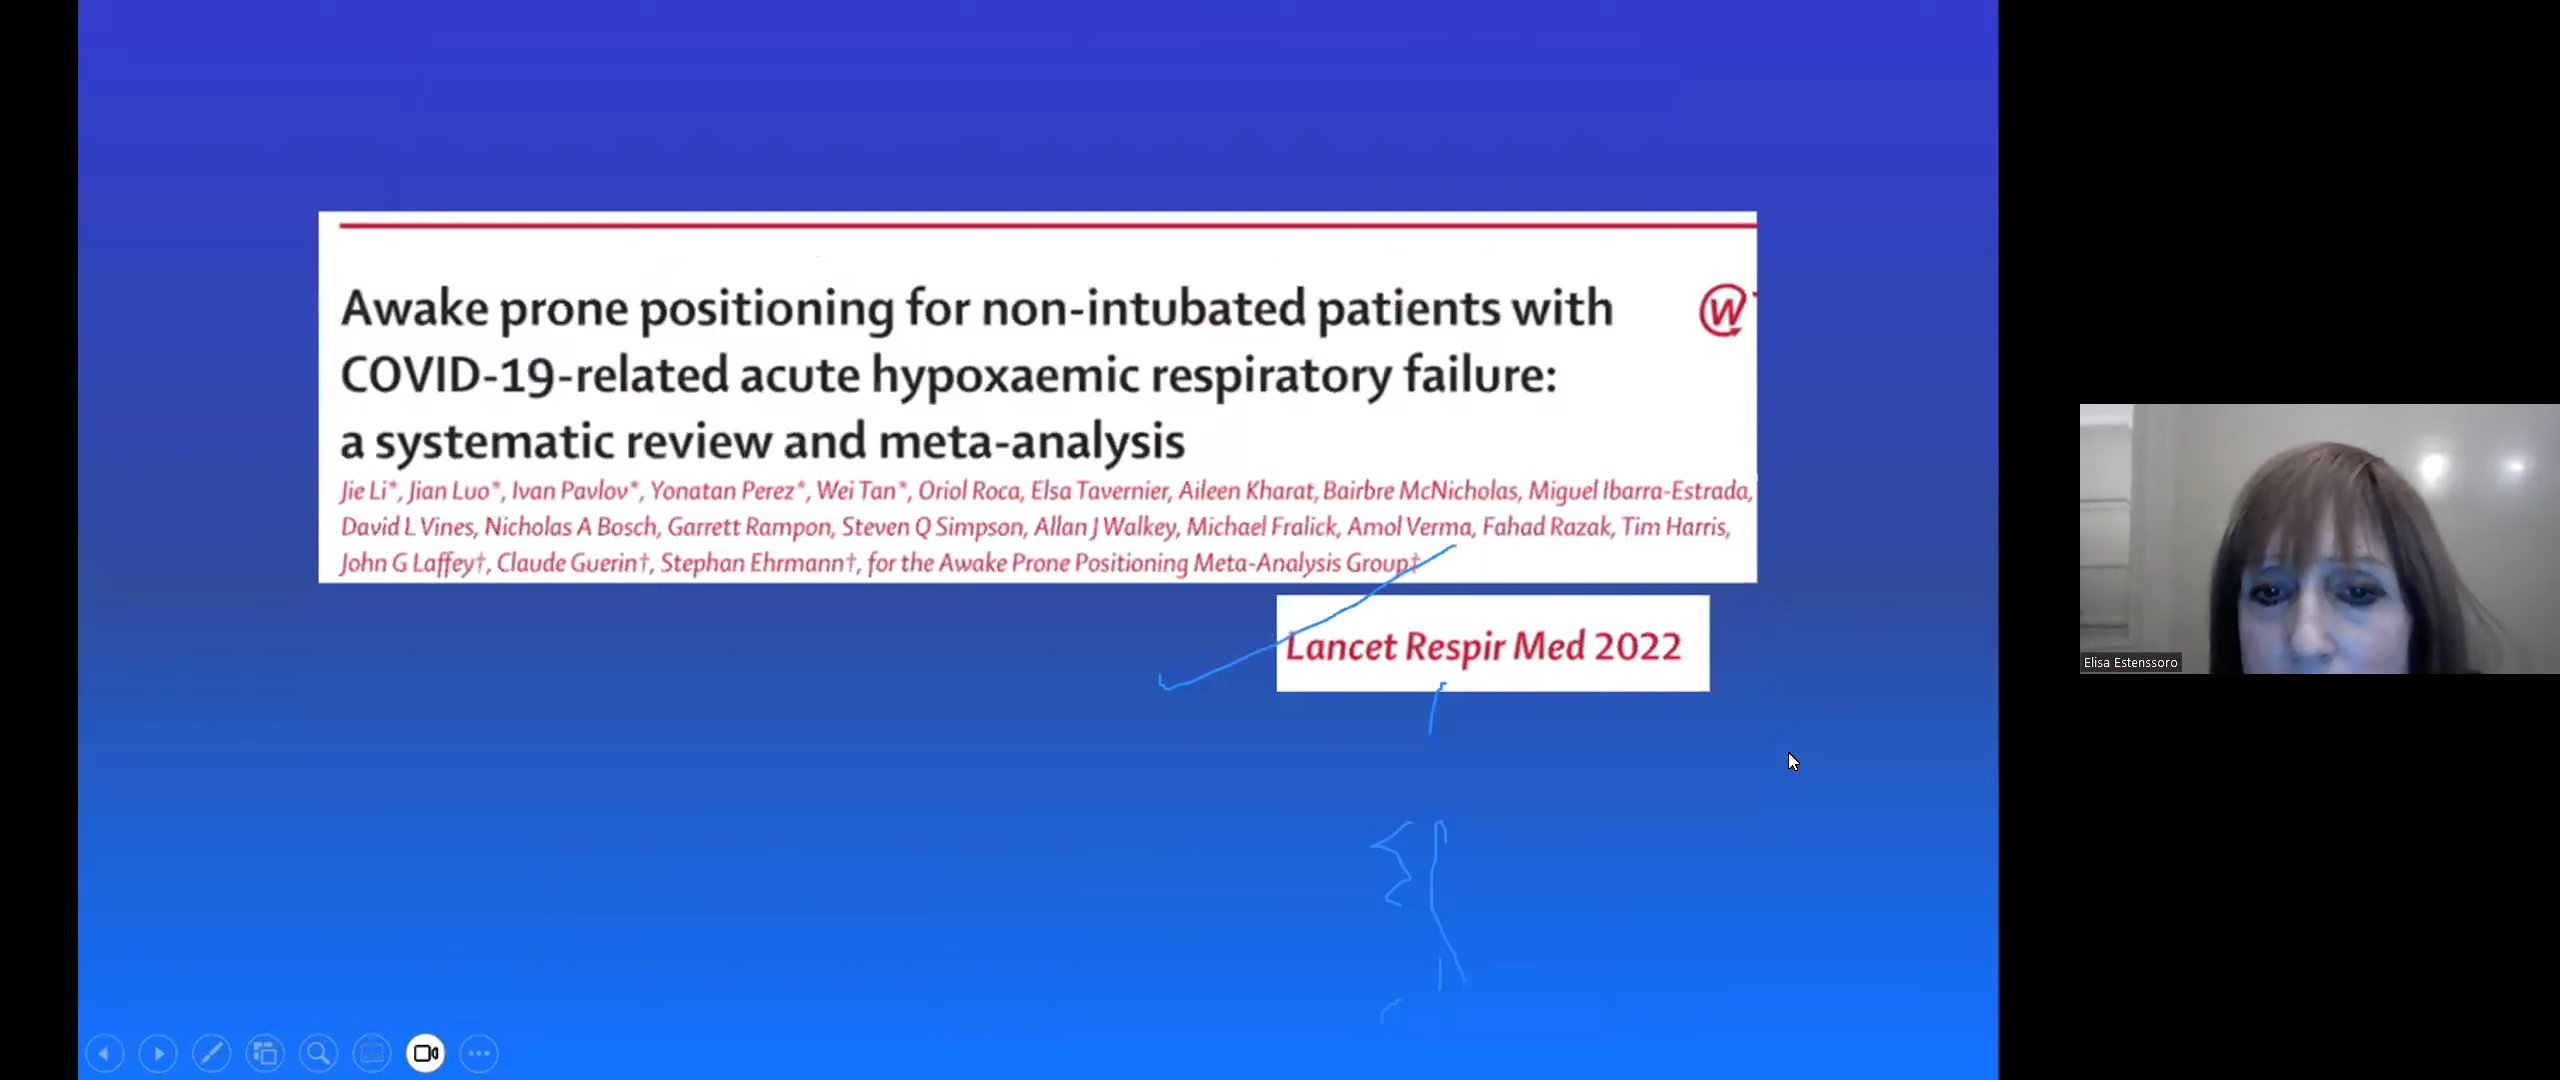 Awake prone positioning for non-intubated patients with
COVID-19-related acute hypoxaemic respiratory failure:
a systematic review and meta-analysis
Jie Li*, Jian Luo*, Ivan Pavlov*, Yonatan Perez*, Wei Tan*, Oriol Roca, Elsa Tavernier, Aileen Kharat, Bairbre McNicholas, Miguel Ibarra-Estrada,
David L Vines, Nicholas A Bosch, Garrett Rampon, Steven Q Simpson, Allan J Walkey, Michael Fralick, Amol Verma, Fahad Razak, Tim Harris,
John G Laffey†, Claude Guerin†, Stephan Ehrmann†, for the Awake Prone Positioning Meta-Analysis Group†
W
Lancet Respir Med 2022
Elisa Estenssoro